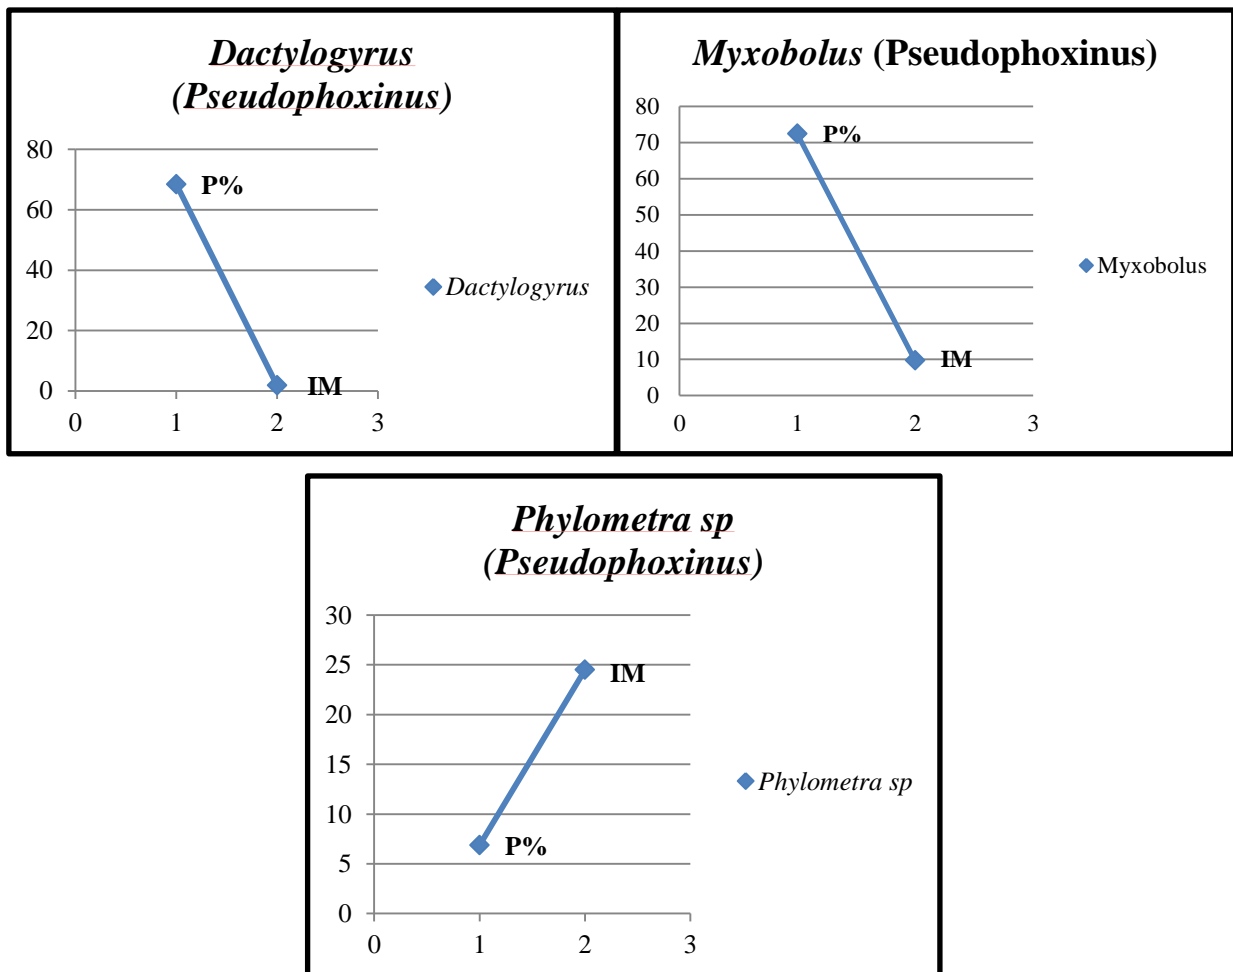 Dactylogyrus
(Pseudophoxinus)
80
60
40
20
0
0 1 2 3
P%
IM
Dactylogyrus
Myxobolus (Pseudophoxinus)
80
70
60
50
40
30
20
10
0
0 1 2 3
P%
IM
Myxobolus
Phylometra sp
(Pseudophoxinus)
30
25
20
15
10
5
0
0 1 2 3
IM
P%
Phylometra sp